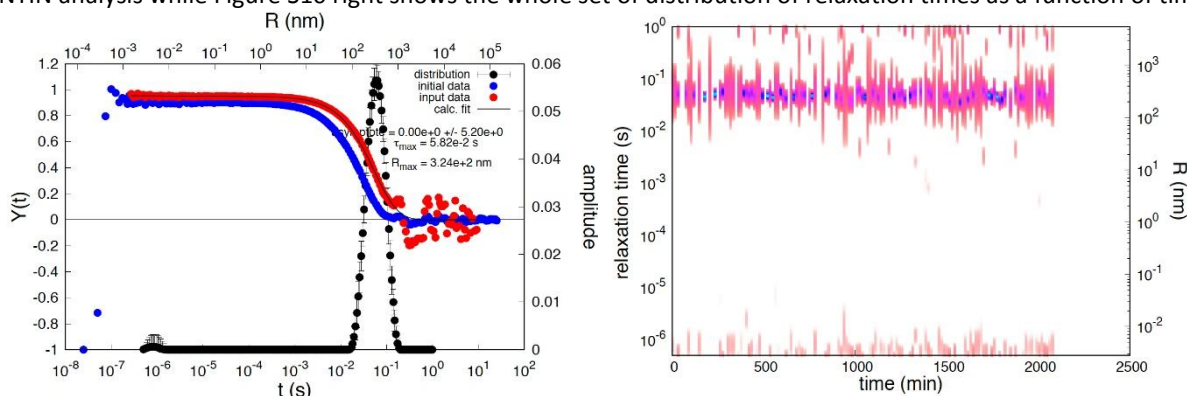 analysis while Figure S10 right shows the whole set of distribution of relaxation times as a function of
R (nm)
10^-4 10^-3 10^-2 10^-1 10^0 10^1 10^2 10^3 10^4 10^5
1.2
1
0.8
0.6
0.4
0.2
0
-0.2
-0.4
-0.6
-0.8
-1
Y(t)
distribution
initial data
input data
calc. fit
= 0.00e+0 +/- 5.20e+0
τmax = 5.82e-2 s
Rmax = 3.24e+2 nm
0.06
0.05
0.04
0.03
0.02
0.01
0
amplitude
10^-8 10^-7 10^-6 10^-5 10^-4 10^-3 10^-2 10^-1 10^0 10^1 10^2
t (s)
10^0
10^-1
10^-2
10^-3
10^-4
10^-5
10^-6
relaxation time (s)
10^3
10^2
10^1
10^0
10^-1
10^-2
R (nm)
0 500 1000 1500 2000 2500
time (min)